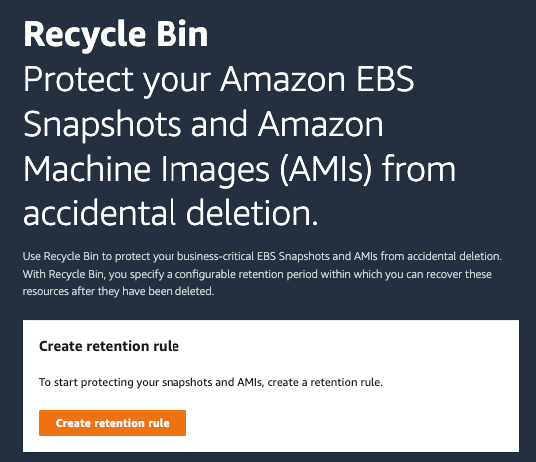 Recycle Bin
Protect your Amazon EBS
Snapshots and Amazon
Machine Images (AMIs) from
accidental deletion.
Use Recycle Bin to protect your business-critical EBS Snapshots and AMIs from accidental deletion.
With Recycle Bin, you specify a configurable retention period within which you can recover these
resources after they have been deleted.
Create retention rule
To start protecting your snapshots and AMIs, create a retention rule.
Create retention rule